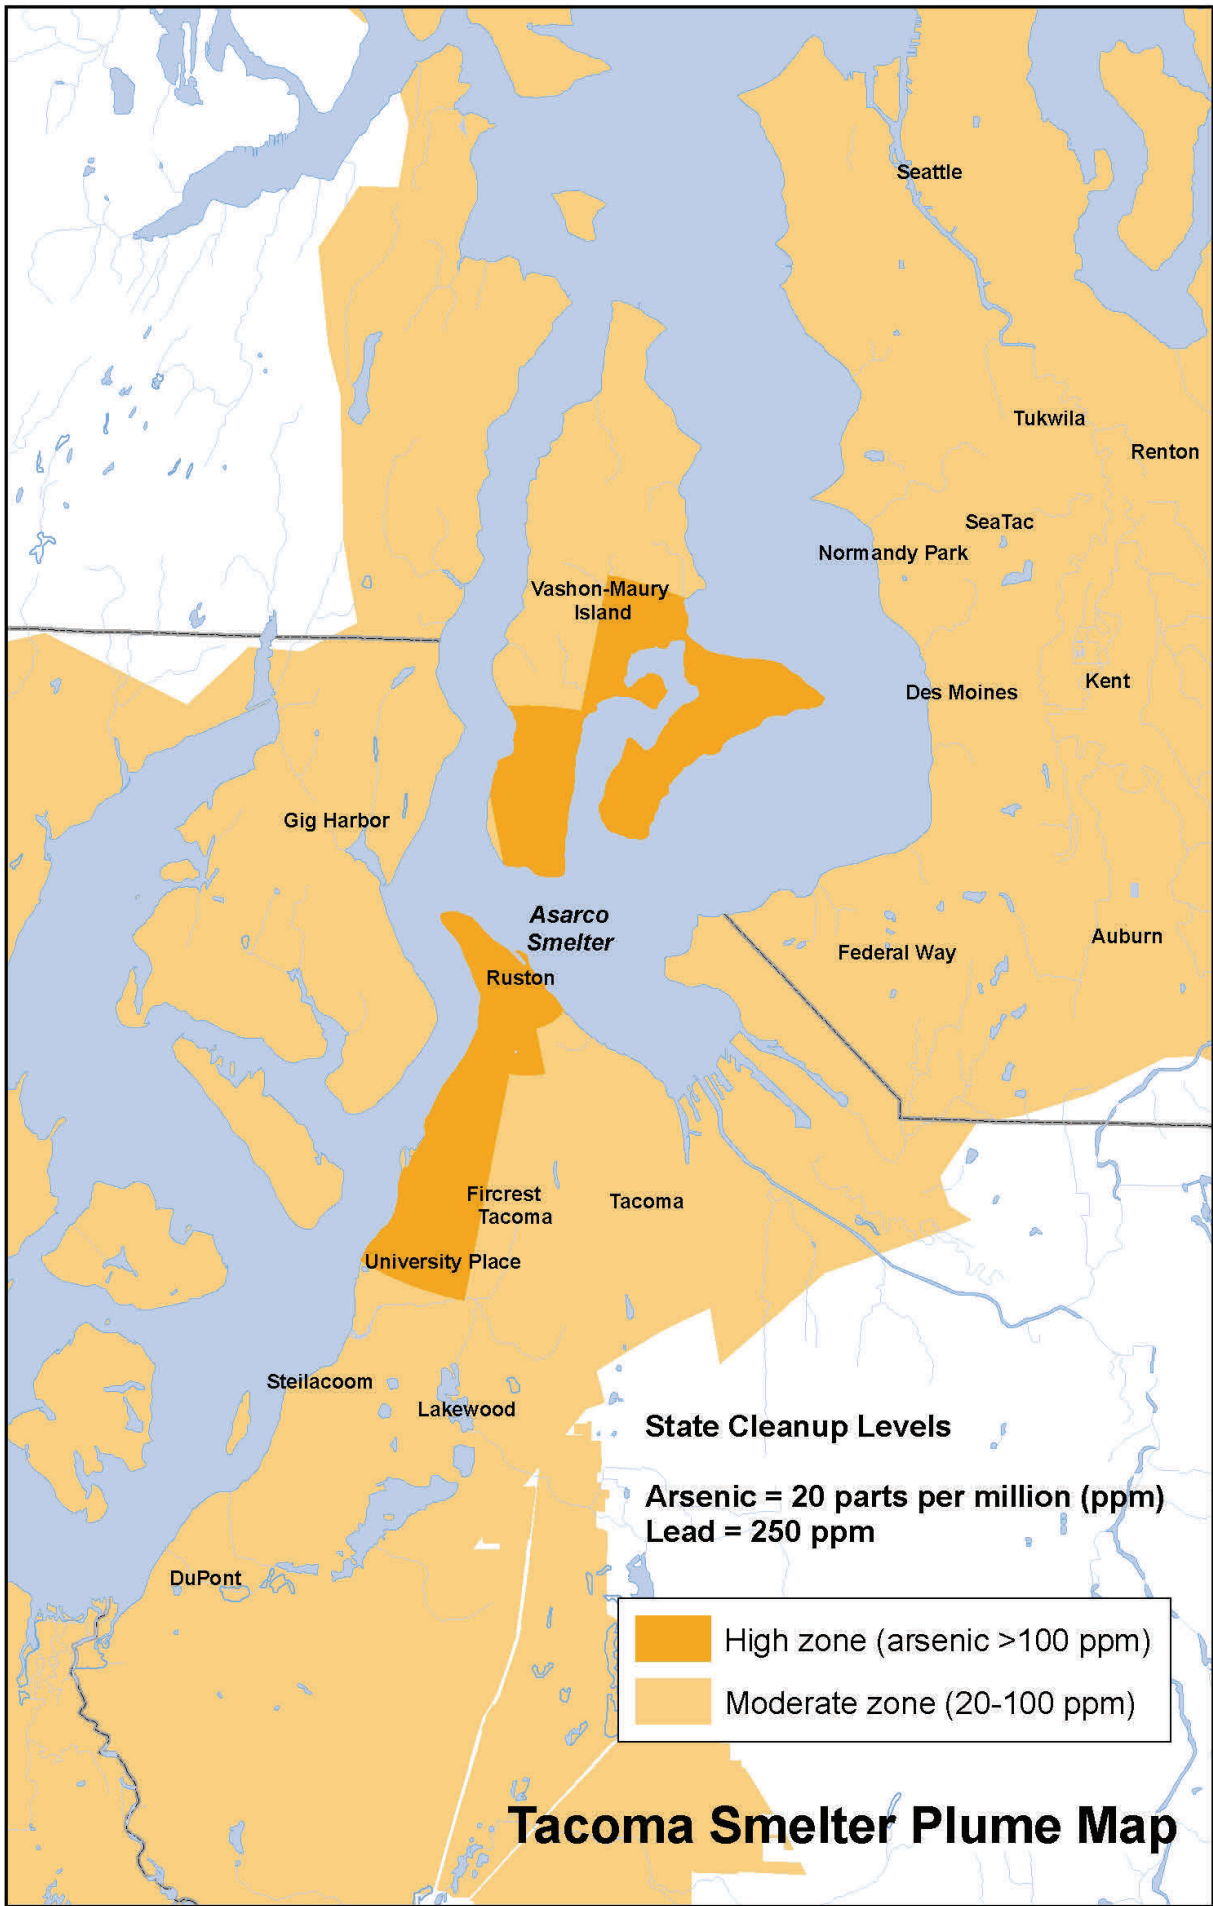 Seattle
Tukwila
Renton
SeaTac
Normandy Park
Vashon-Maury
Island
Kent
Des Moines
Gig Harbor
Asarco
Smelter
Auburn
Federal Way
Ruston
Fircrest
Tacoma
Tacoma
University Place
Steilacoom
Lakewood
State Cleanup Levels
Arsenic = 20 parts per million (ppm)
Lead = 250 ppm
DuPont
High zone (arsenic >100 ppm)
Moderate zone (20-100 ppm)
Tacoma Smelter Plume Map